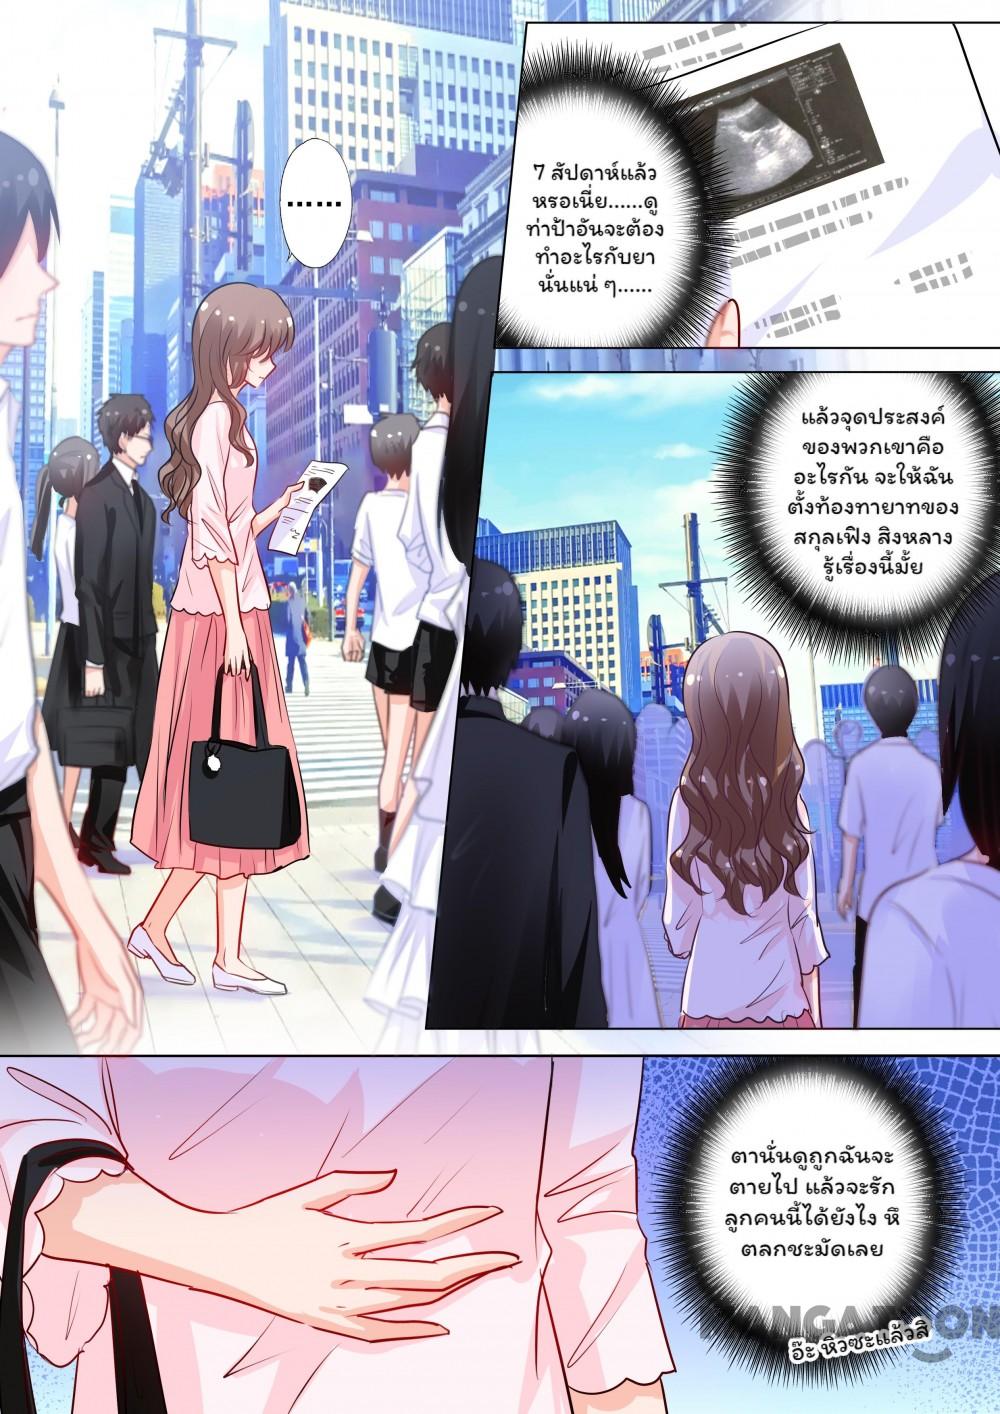 7 สัปดาห์แล้ว
หรอเนี่ย......ดู
ท่าป้าอันจะต้อง
ทำอะไรกับยา
นั่นแน่ ๆ......
......
แล้วจุดประสงค์
ของพวกเขาคือ
อะไรกัน จะให้ฉัน
ตั้งท้องทายาทของ
สกุลเฟิง สิงหลาง
รู้เรื่องนี้มั้ย
ตานั่นดูถูกฉันจะ
ตายไป แล้วจะรัก
ลูกคนนี้ได้ยังไง หึ
ตลกชะมัดเลย
MANGATOON
อ๊ะ หิวซะแล้วสิ